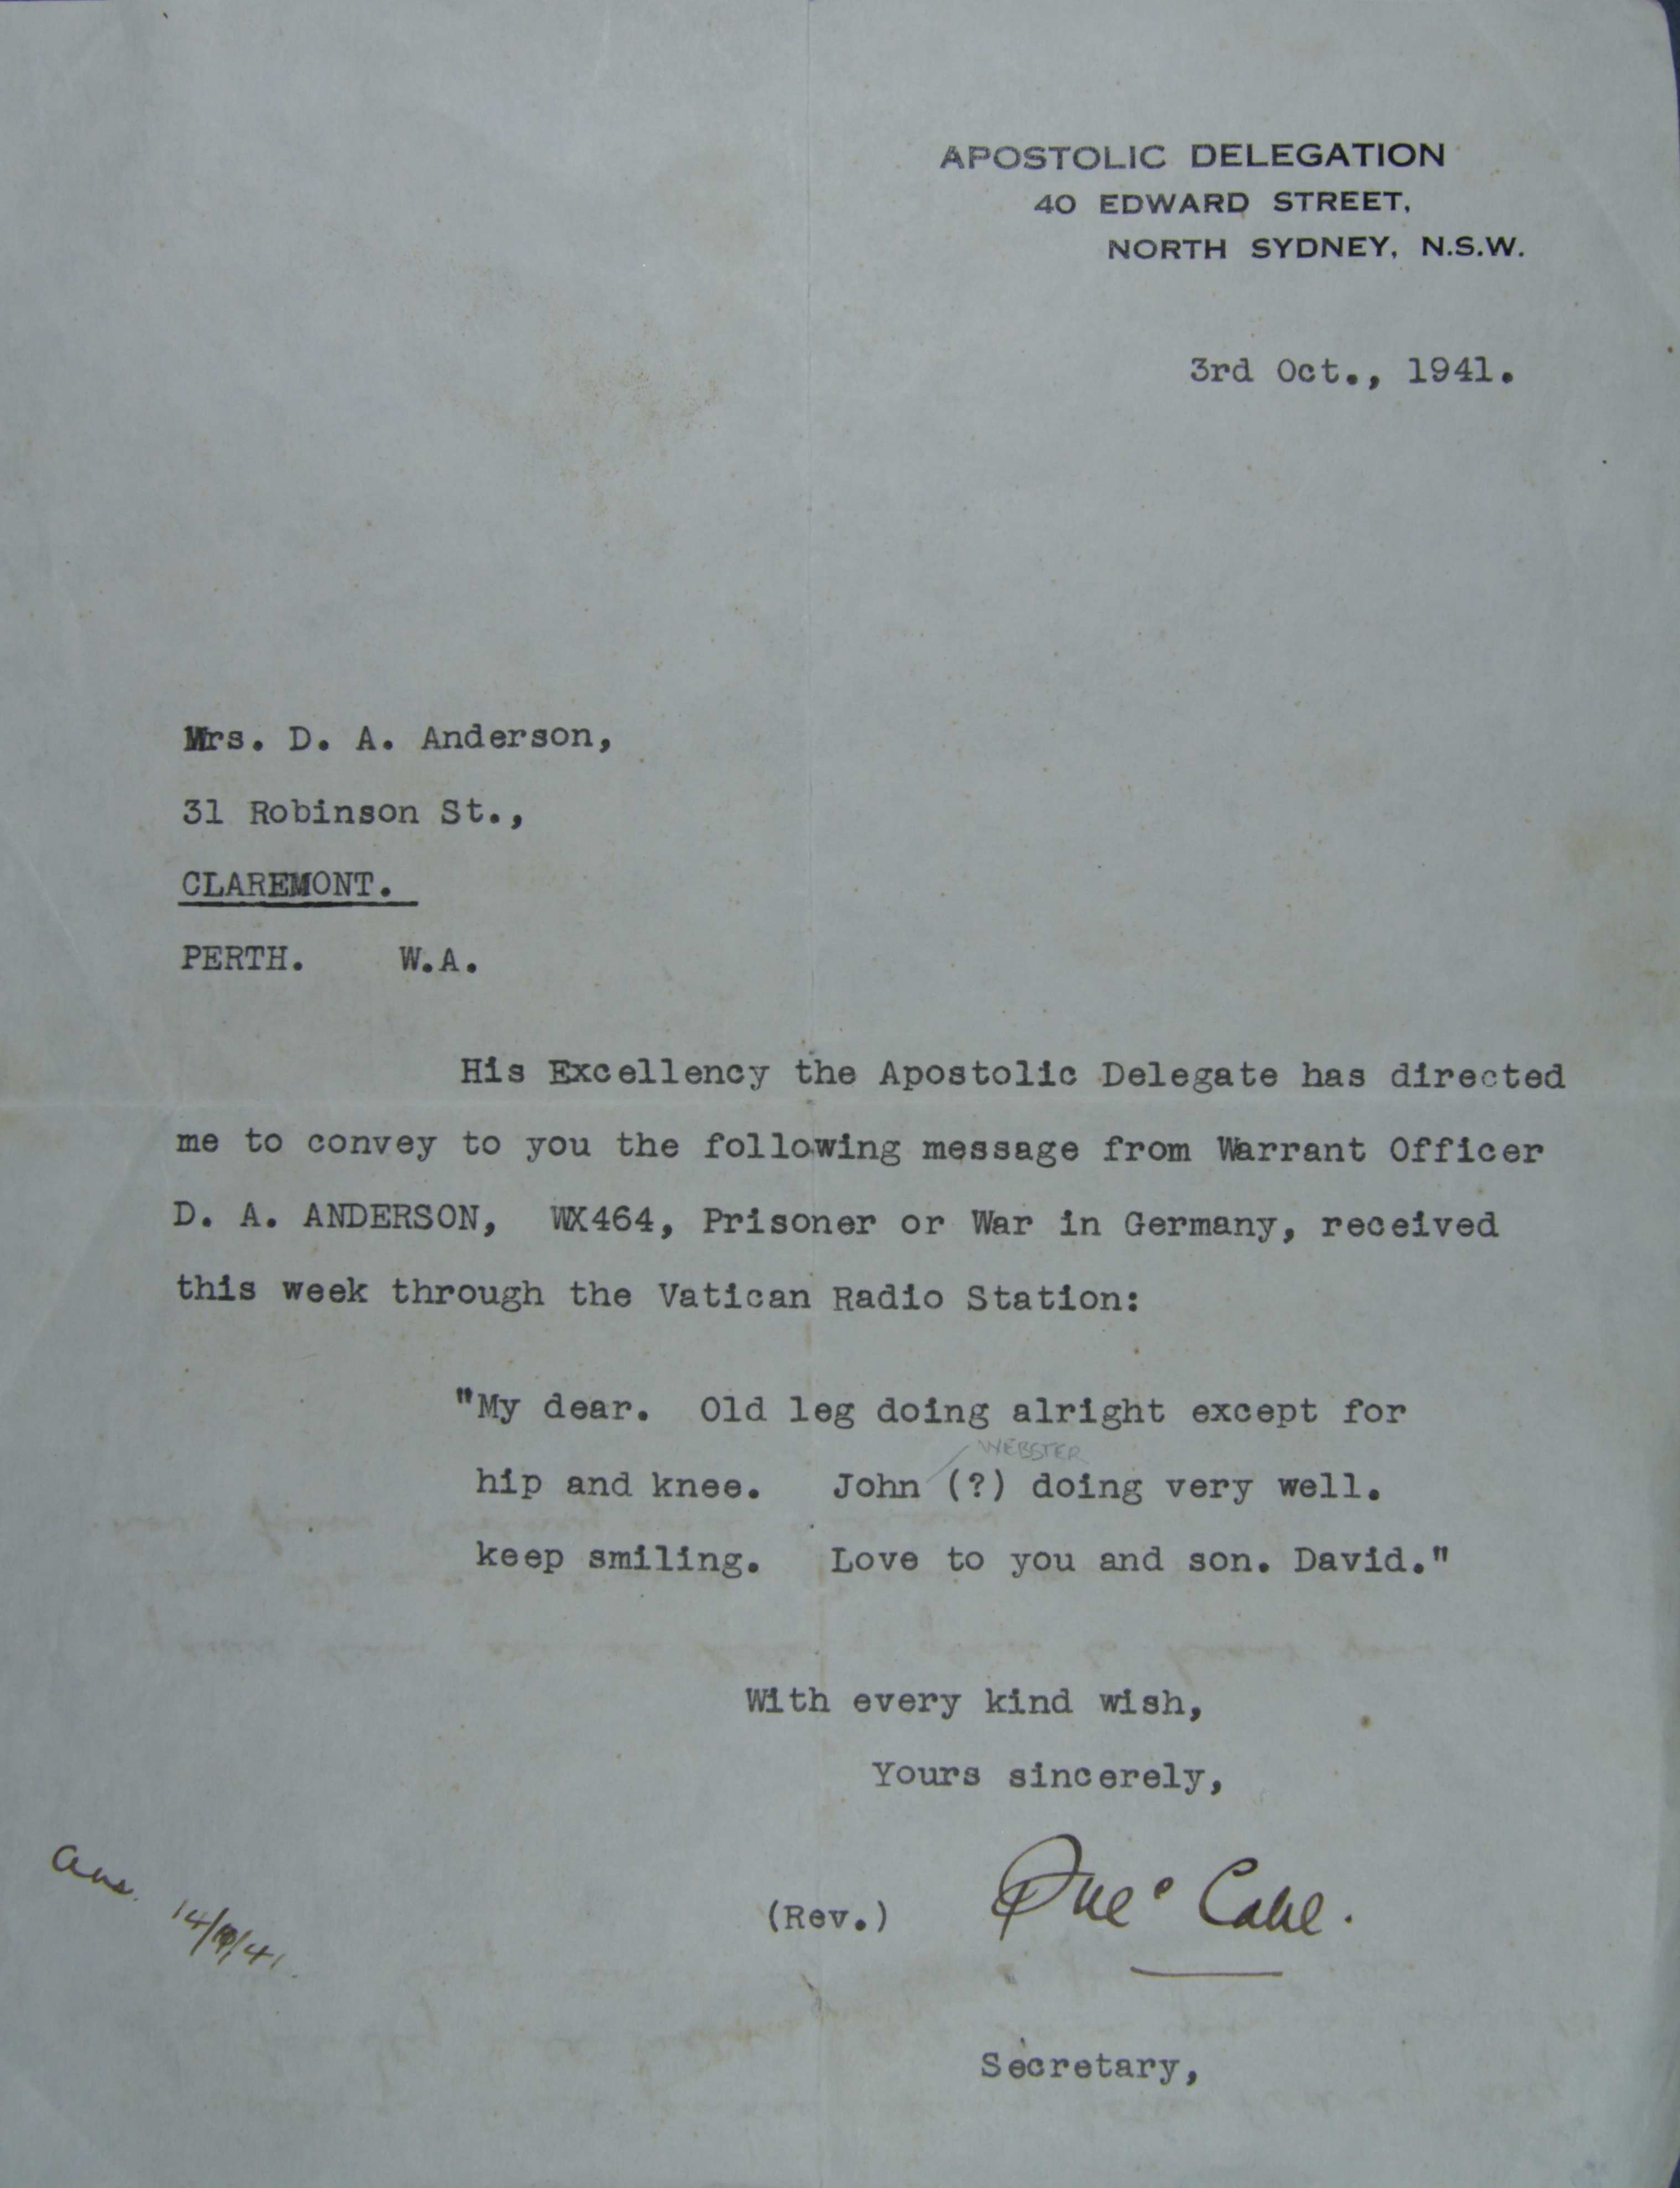 APOSTOLIC DELEGATION
40 EDWARD STREET,
NORTH SYDNEY, N.S.W.
3rd Oct., 1941.
Mrs. D. A. Anderson,
31 Robinson St.,
CLAREMONT.
PERTH. W.A.
His Excellency the Apostolic Delegate has directed
me to convey to you the following message from Warrant Officer
D. A. ANDERSON, WX464, Prisoner or War in Germany, received
this week through the Vatican Radio Station:
"My dear. Old leg doing alright except for
WEBSTER
hip and knee. John (?) doing very well.
keep smiling. Love to you and son. David."
With every kind wish,
Yours sincerely,
(Rev.)
Secretary,
Ans.